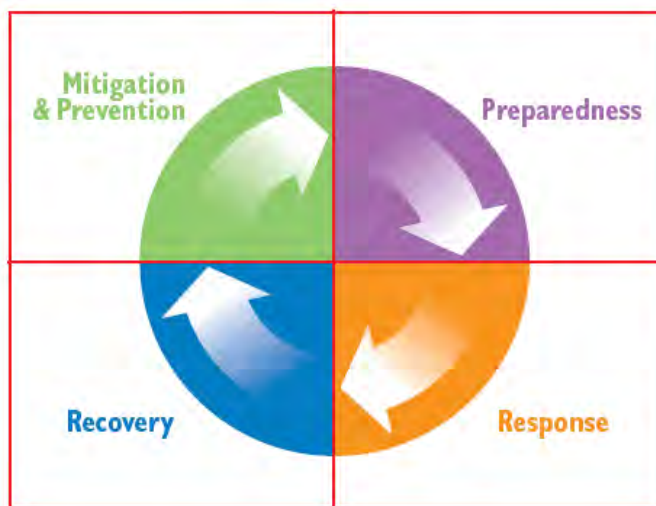 Mitigation
& Prevention
Preparedness
Recovery
Response